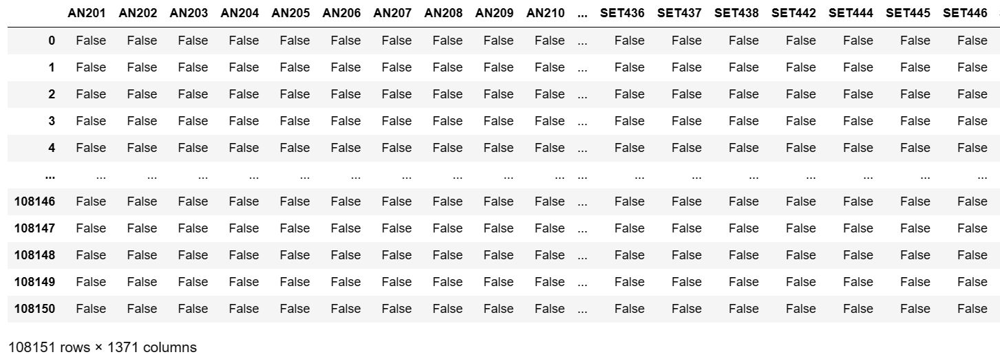 AN201 AN202 AN203 AN204 AN205 AN206 AN207 AN208 AN209 AN210 ... SET436 SET437 SET438 SET442 SET444 SET445 SET446
0 False False False False False False False False False False ... False False False False False False False
1 False False False False False False False False False False ... False False False False False False False
2 False False False False False False False False False False ... False False False False False False False
3 False False False False False False False False False False ... False False False False False False False
4 False False False False False False False False False False ... False False False False False False False
... ... ... ... ... ... ... ... ... ... ... ... ... ... ... ... ... ... ...
108146 False False False False False False False False False False ... False False False False False False False
108147 False False False False False False False False False False ... False False False False False False False
108148 False False False False False False False False False False ... False False False False False False False
108149 False False False False False False False False False False ... False False False False False False False
108150 False False False False False False False False False False ... False False False False False False False
108151 rows × 1371 columns